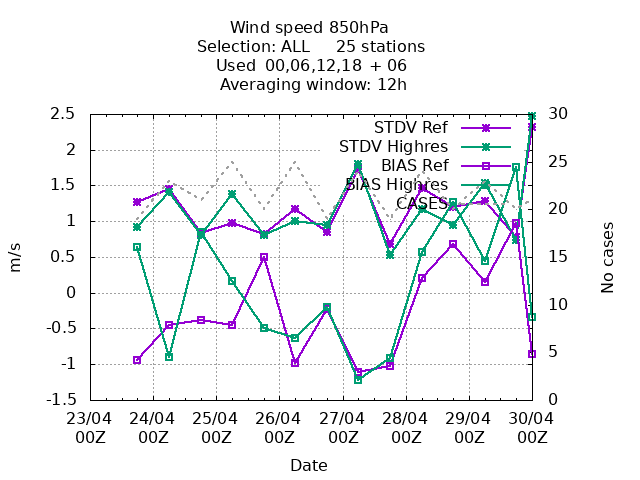 Wind speed 850hPa
Selection: ALL     25 stations
Used  00,06,12,18 + 06
Averaging window: 12h
2.5
2
1.5
1
0.5
0
-0.5
-1
-1.5
m/s
STDV Ref
STDV Highres
BIAS Ref
BIAS Highres
CASES
30
25
20
15
10
5
0
No cases
23/04 24/04 25/04 26/04 27/04 28/04 29/04 30/04
00Z 00Z 00Z 00Z 00Z 00Z 00Z 00Z
Date